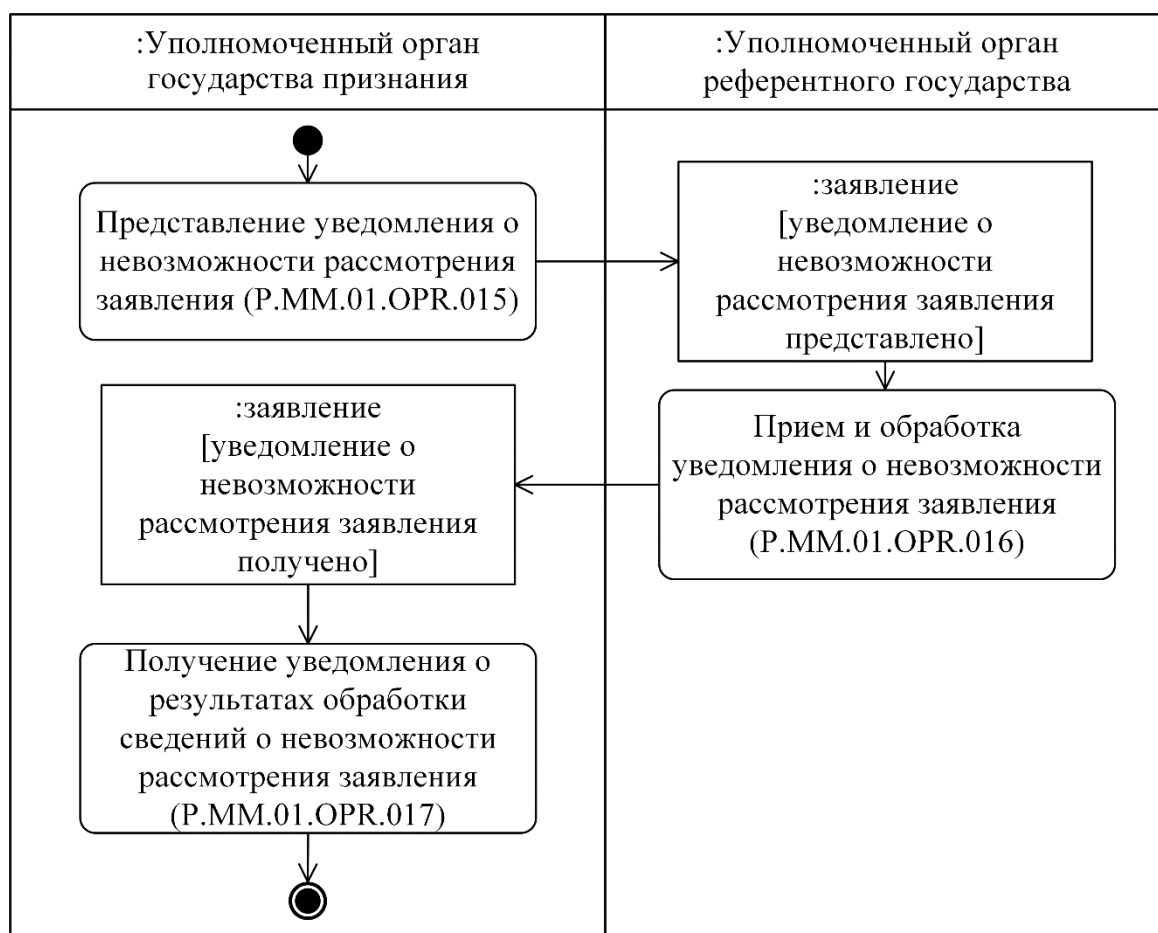 :Уполномоченный орган
государства признания
:Уполномоченный орган
референтного государства
Представление уведомления о
невозможности рассмотрения
заявления (P.MM.01.OPR.015)
:заявление
[уведомление о
невозможности
рассмотрения заявления
представлено]
Прием и обработка
уведомления о невозможности
рассмотрения заявления
(P.MM.01.OPR.016)
:заявление
[уведомление о
невозможности
рассмотрения заявления
получено]
Получение уведомления о
результатах обработки
сведений о невозможности
рассмотрения заявления
(P.MM.01.OPR.017)